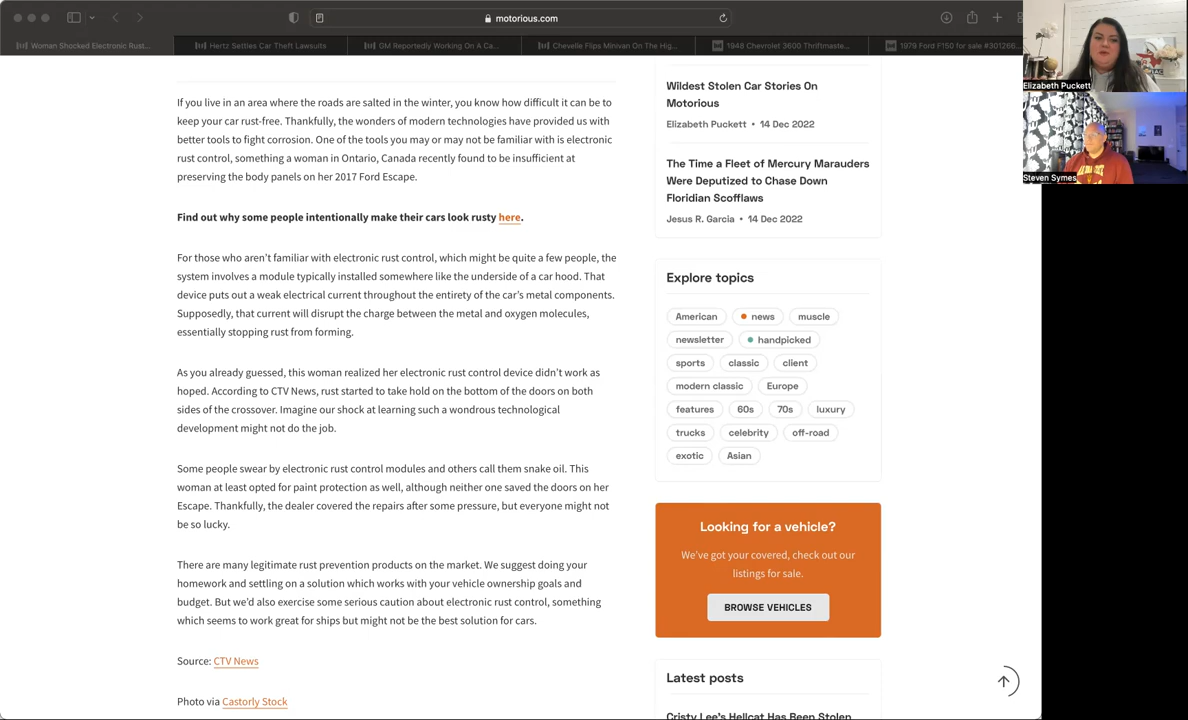 motorious.com
Woman Shocked Electronic Rust...
Hertz Settles Car Theft Lawsuits
GM Reportedly Working On A Ca...
Chevelle Flips Minivan On The Hig...
1948 Chevrolet 3600 Thriftmaste...
1979 Ford F150 for sale #301266...
If you live in an area where the roads are salted in the winter, you know how difficult it can be to
keep your car rust-free. Thankfully, the wonders of modern technologies have provided us with
better tools to fight corrosion. One of the tools you may or may not be familiar with is electronic
rust control, something a woman in Ontario, Canada recently found to be insufficient at
preserving the body panels on her 2017 Ford Escape.
Find out why some people intentionally make their cars look rusty here.
For those who aren't familiar with electronic rust control, which might be quite a few people, the
system involves a module typically installed somewhere like the underside of a car hood. That
device puts out a weak electrical current throughout the entirety of the car's metal components.
Supposedly, that current will disrupt the charge between the metal and oxygen molecules,
essentially stopping rust from forming.
As you already guessed, this woman realized her electronic rust control device didn't work as
hoped. According to CTV News, rust started to take hold on the bottom of the doors on both
sides of the crossover. Imagine our shock at learning such a wondrous technological
development might not do the job.
Some people swear by electronic rust control modules and others call them snake oil. This
woman at least opted for paint protection as well, although neither one saved the doors on her
Escape. Thankfully, the dealer covered the repairs after some pressure, but everyone might not
be so lucky.
There are many legitimate rust prevention products on the market. We suggest doing your
homework and settling on a solution which works with your vehicle ownership goals and
budget. But we'd also exercise some serious caution about electronic rust control, something
which seems to work great for ships but might not be the best solution for cars.
Source: CTV News
Photo via Castorly Stock
Wildest Stolen Car Stories On
Motorious
Elizabeth Puckett • 14 Dec 2022
The Time a Fleet of Mercury Marauders
Were Deputized to Chase Down
Floridian Scofflaws
Jesus R. Garcia • 14 Dec 2022
Explore topics
American news muscle
newsletter handpicked
sports classic client
modern classic Europe
features 60s 70s luxury
trucks celebrity off-road
exotic Asian
Looking for a vehicle?
We've got your covered, check out our
listings for sale.
BROWSE VEHICLES
Latest posts
Cristy Lee's Hellcat Has Been Stolen
Elizabeth Puckett
Steven Symes